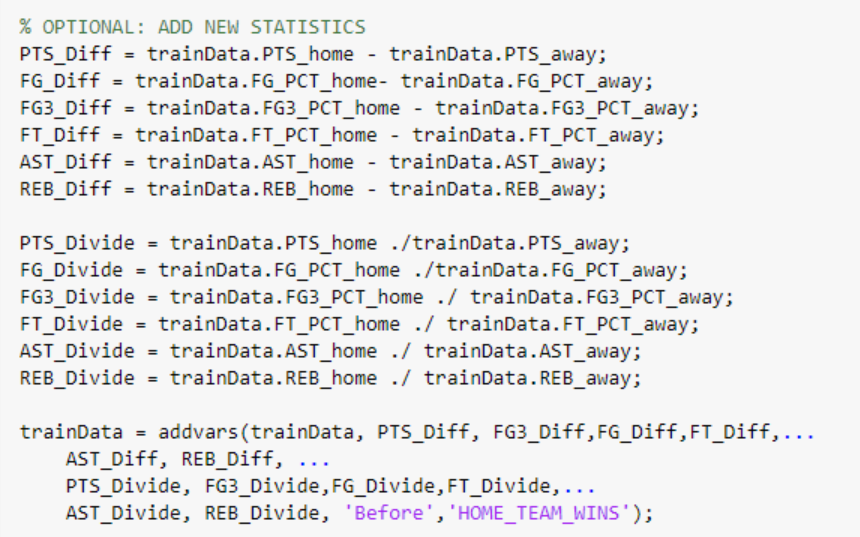 % OPTIONAL: ADD NEW STATISTICS
PTS_Diff = trainData.PTS_home - trainData.PTS_away;
FG_Diff = trainData.FG_PCT_home- trainData.FG_PCT_away;
FG3_Diff = trainData.FG3_PCT_home - trainData.FG3_PCT_away;
FT_Diff = trainData.FT_PCT_home - trainData.FT_PCT_away;
AST_Diff = trainData.AST_home - trainData.AST_away;
REB_Diff = trainData.REB_home - trainData.REB_away;
PTS_Divide = trainData.PTS_home ./trainData.PTS_away;
FG_Divide = trainData.FG_PCT_home ./trainData.FG_PCT_away;
FG3_Divide = trainData.FG3_PCT_home ./ trainData.FG3_PCT_away;
FT_Divide = trainData.FT_PCT_home ./ trainData.FT_PCT_away;
AST_Divide = trainData.AST_home ./ trainData.AST_away;
REB_Divide = trainData.REB_home ./ trainData.REB_away;
trainData = addvars(trainData, PTS_Diff, FG3_Diff,FG_Diff,FT_Diff,...
AST_Diff, REB_Diff, ...
PTS_Divide, FG3_Divide,FG_Divide,FT_Divide,...
AST_Divide, REB_Divide, 'Before','HOME_TEAM_WINS');